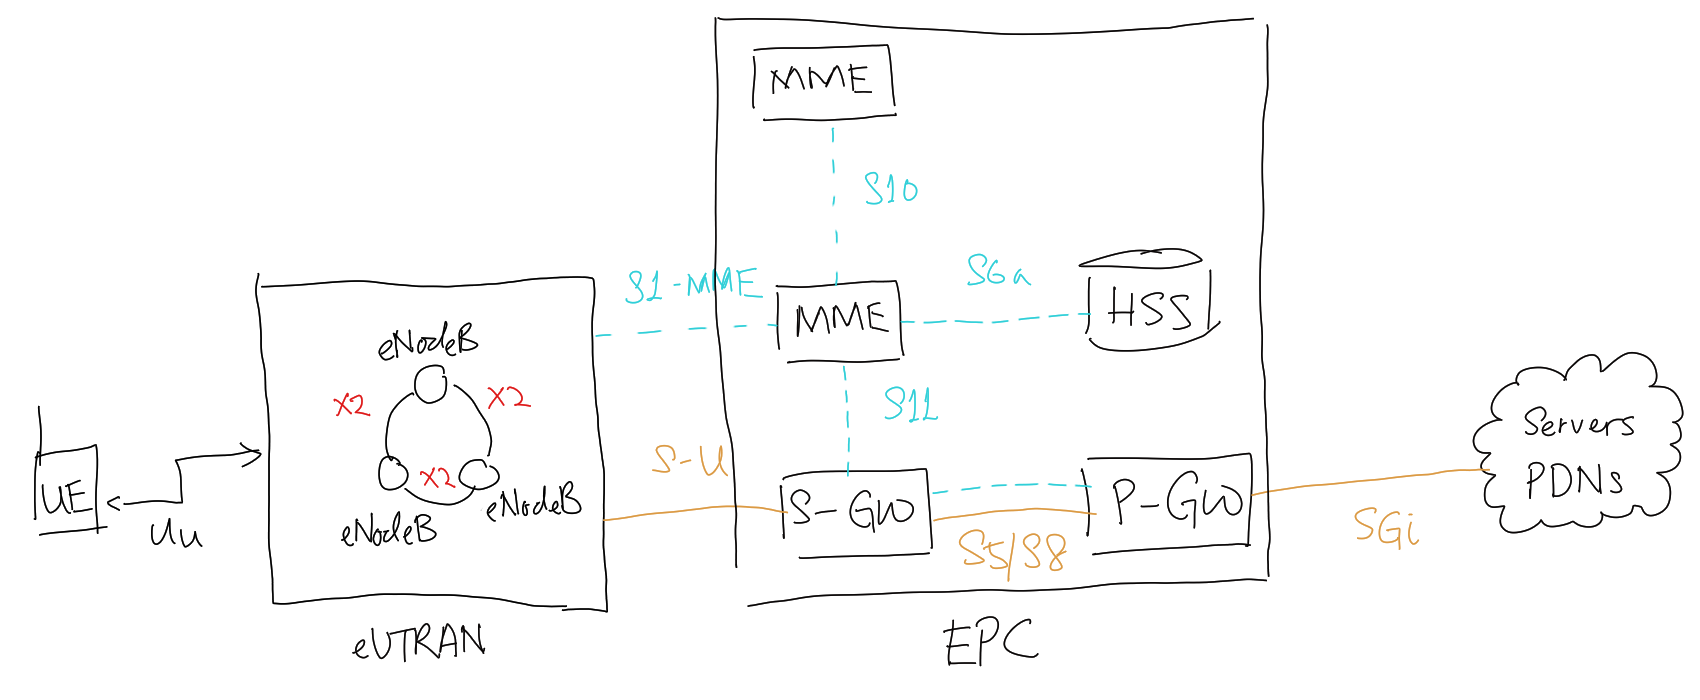 MME
S10
S1-MME
S6a
MME
HSS
eNodeB
X2
X2
S11
Servers
PDNs
S-U
X2
UE
eNodeB
eNodeB
S-GW
P-GW
Uu
S5/S8
SGi
eUTRAN
EPC